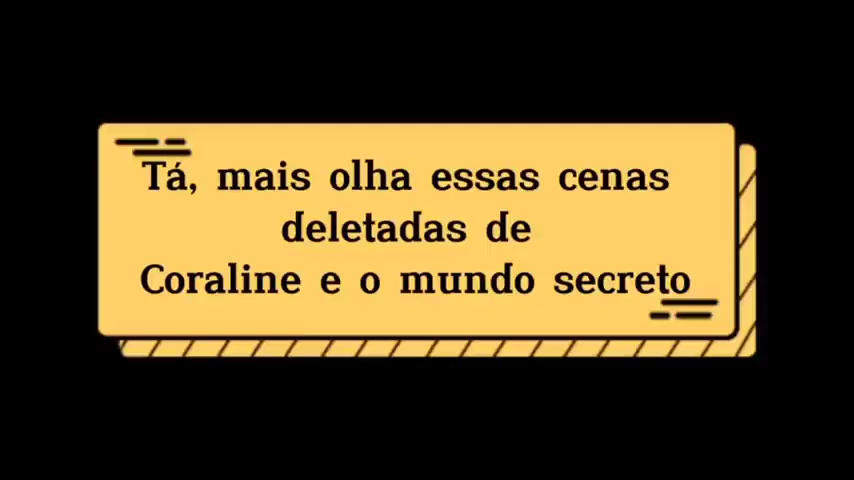 Tá, mais olha essas cenas
deletadas de
Coraline e o mundo secreto